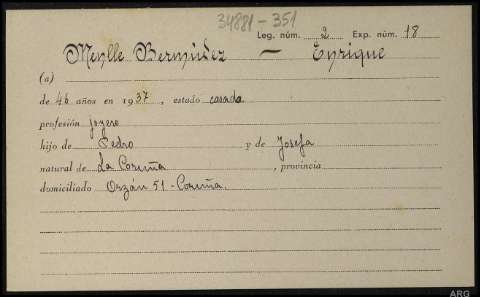 34881-351
Leg. núm. 2 Exp. núm. 18
Meylle Bermúdez — Enrique
(a)
de 46 años en 1937, estado casado
profesión joyero
hijo de Pedro y de Josefa
natural de La Coruña, provincia
domiciliado Orzán 51 - Coruña.
ARG